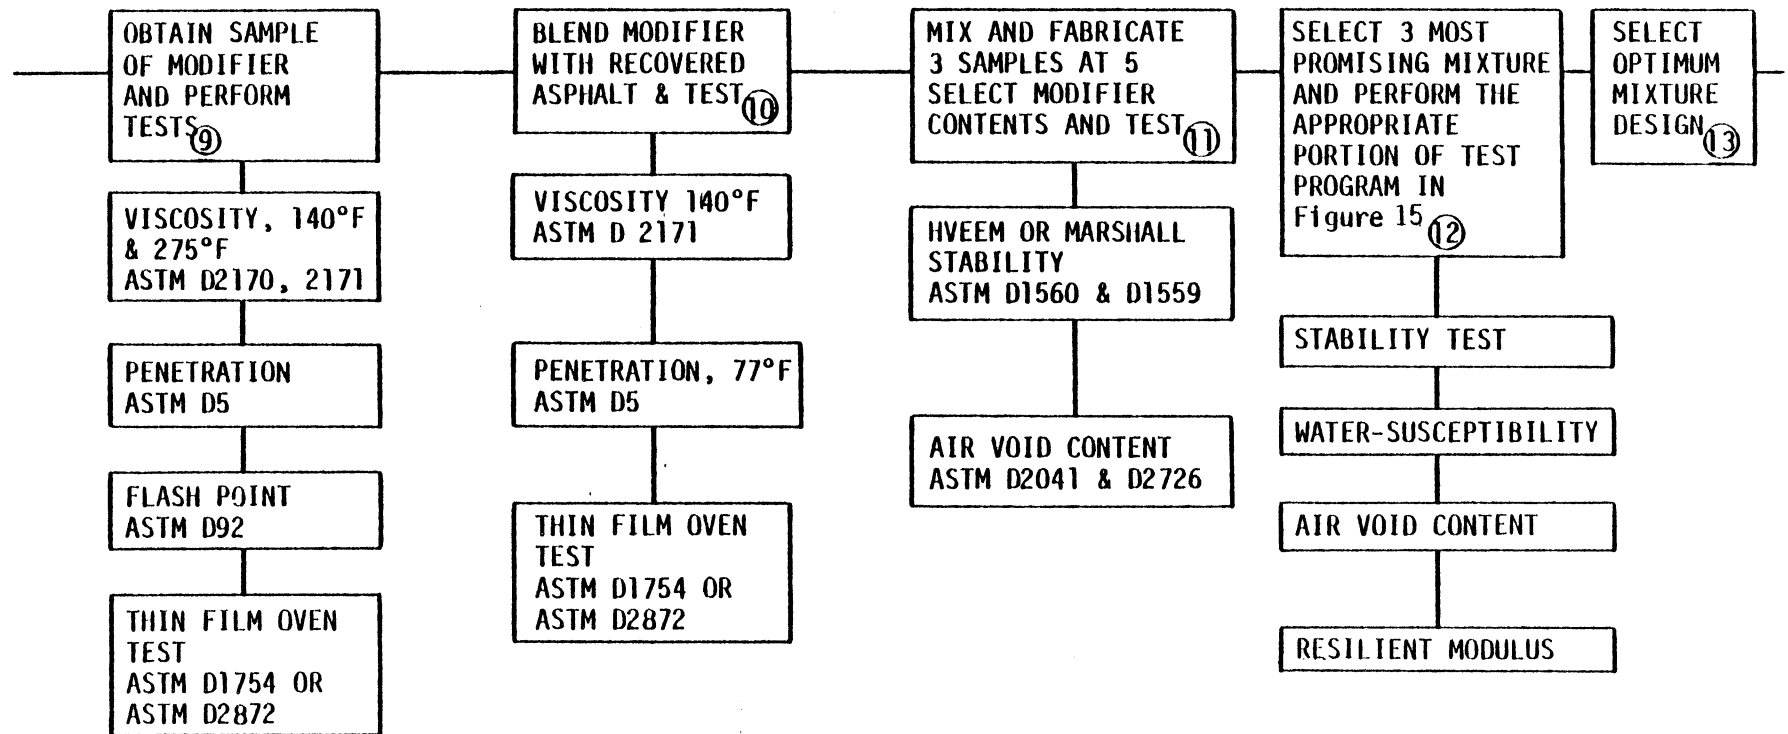 OBTAIN SAMPLE
OF MODIFIER
AND PERFORM
TESTS 9
VISCOSITY, 140°F
& 275°F
ASTM D2170, 2171
PENETRATION
ASTM D5
FLASH POINT
ASTM D92
THIN FILM OVEN
TEST
ASTM D1754 OR
ASTM D2872
BLEND MODIFIER
WITH RECOVERED
ASPHALT & TEST 10
VISCOSITY 140°F
ASTM D 2171
PENETRATION, 77°F
ASTM D5
THIN FILM OVEN
TEST
ASTM D1754 OR
ASTM D2872
MIX AND FABRICATE
3 SAMPLES AT 5
SELECT MODIFIER
CONTENTS AND TEST 11
HVEEM OR MARSHALL
STABILITY
ASTM D1560 & D1559
AIR VOID CONTENT
ASTM D2041 & D2726
SELECT 3 MOST
PROMISING MIXTURE
AND PERFORM THE
APPROPRIATE
PORTION OF TEST
PROGRAM IN
Figure 15 12
STABILITY TEST
WATER-SUSCEPTIBILITY
AIR VOID CONTENT
RESILIENT MODULUS
SELECT
OPTIMUM
MIXTURE
DESIGN 13